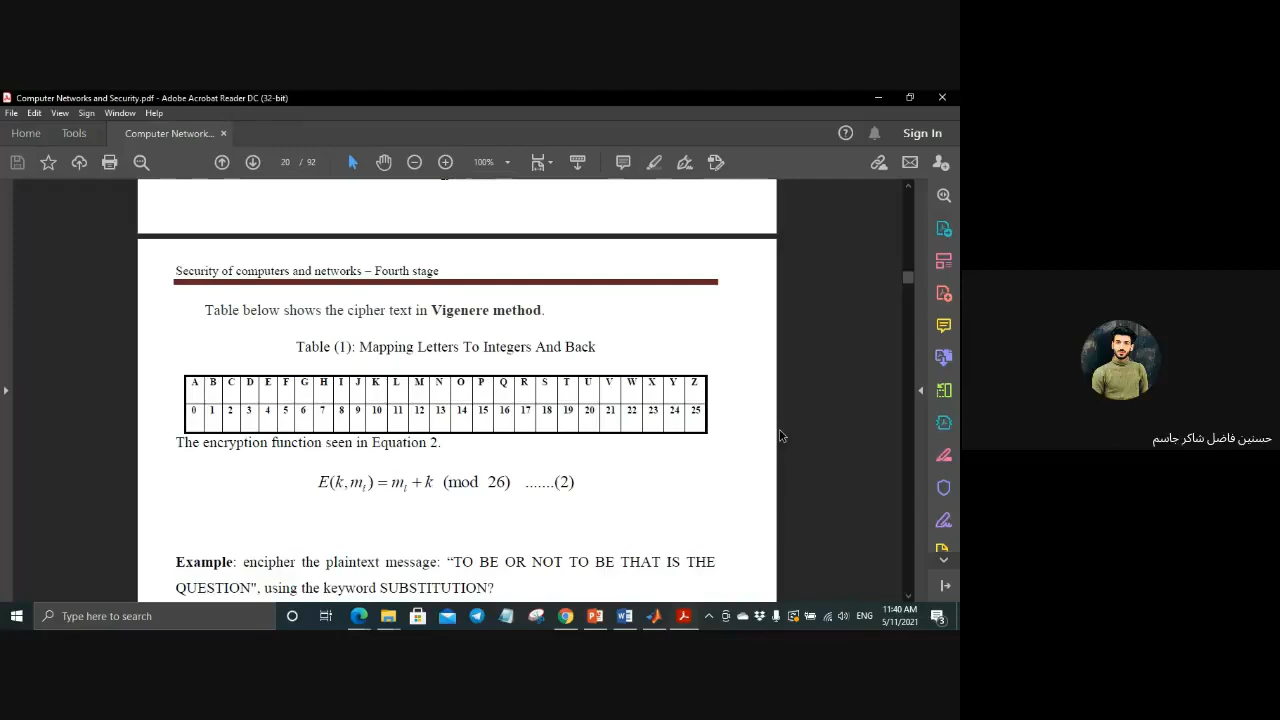 Computer Networks and Security.pdf - Adobe Acrobat Reader DC (32-bit)
File Edit View Sign Window Help
Home Tools Computer Network... × Sign In
20 / 92 100%
Security of computers and networks – Fourth stage
Table below shows the cipher text in Vigenere method.
Table (1): Mapping Letters To Integers And Back
A B C D E F G H I J K L M N O P Q R S T U V W X Y Z
0 1 2 3 4 5 6 7 8 9 10 11 12 13 14 15 16 17 18 19 20 21 22 23 24 25
The encryption function seen in Equation 2.
E(k,mᵢ) = mᵢ + k (mod 26) .......(2)
Example: encipher the plaintext message: “TO BE OR NOT TO BE THAT IS THE
QUESTION", using the keyword SUBSTITUTION?
حسنين فاضل شاكر جاسم
Type here to search
ENG
11:40 AM
5/11/2021
3